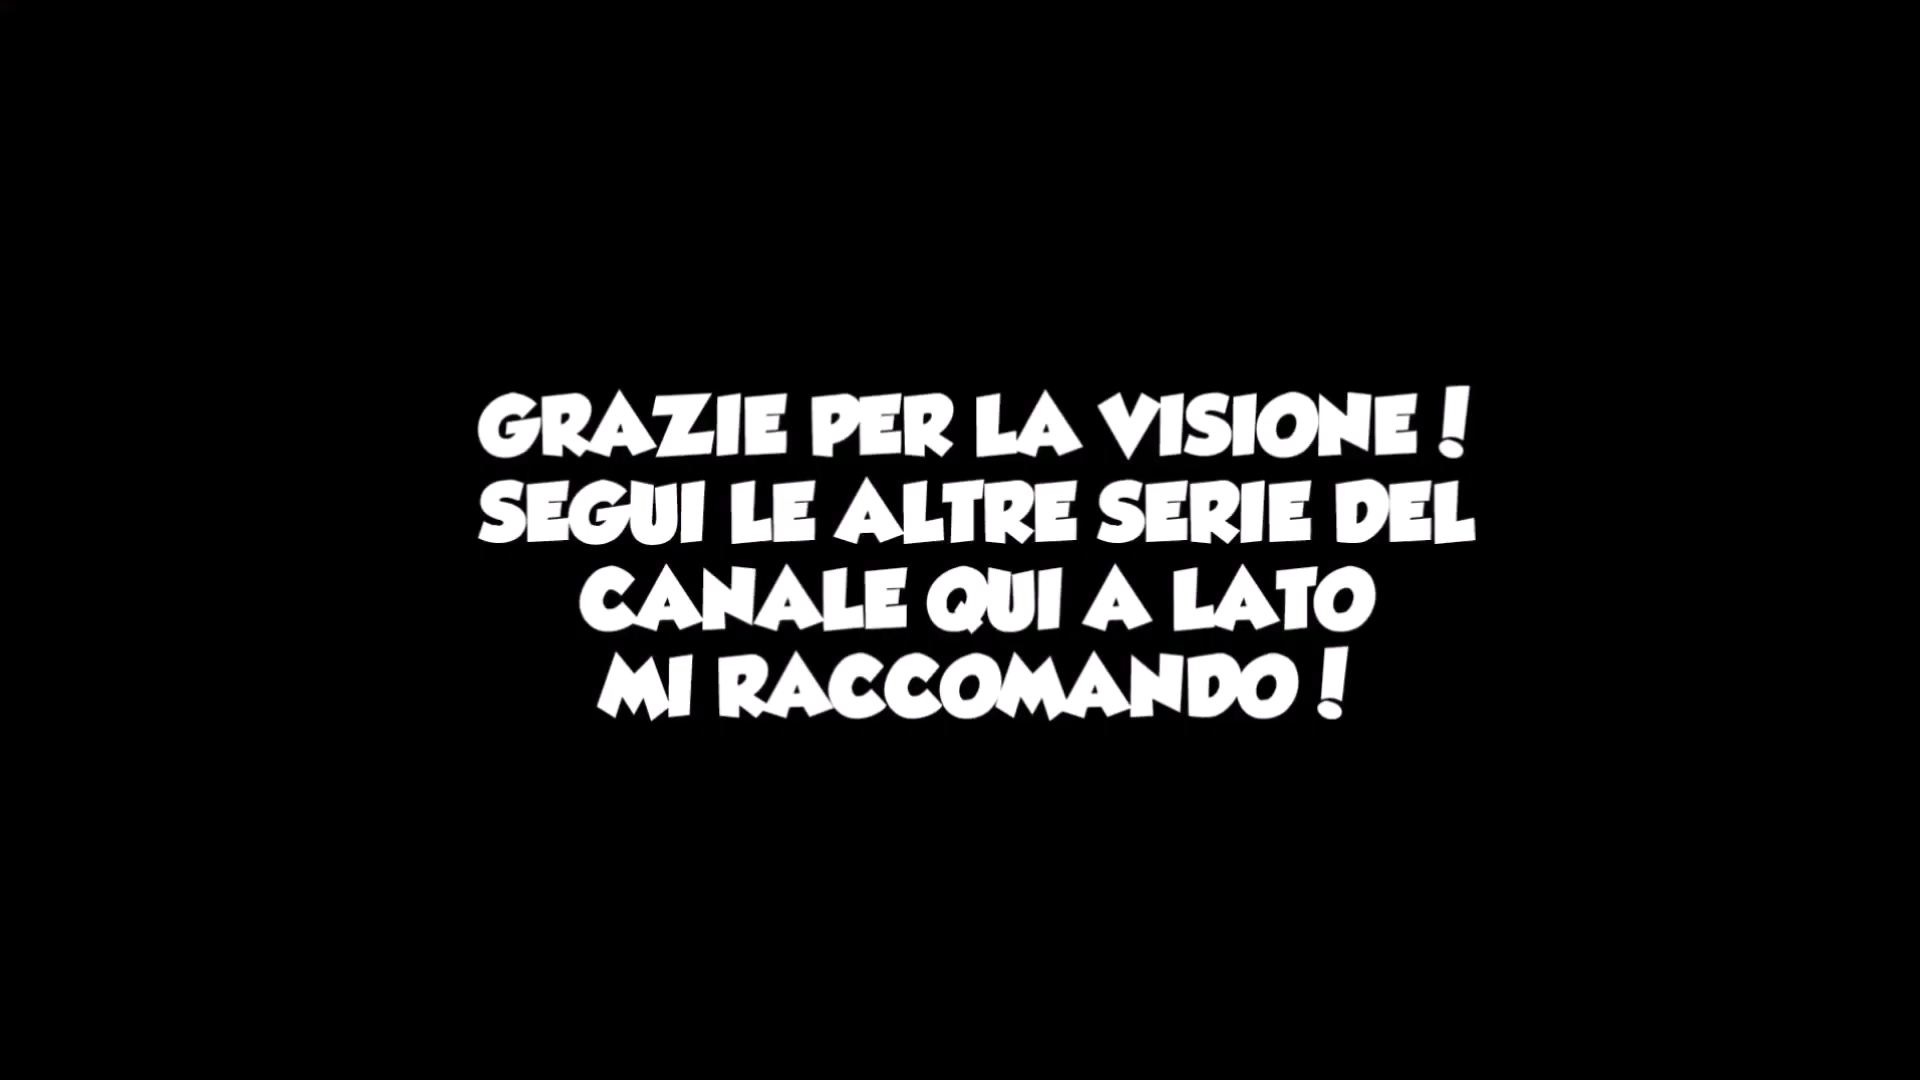 GRAZIE PER LA VISIONE!
SEGUI LE ALTRE SERIE DEL
CANALE QUI A LATO
MI RACCOMANDO!